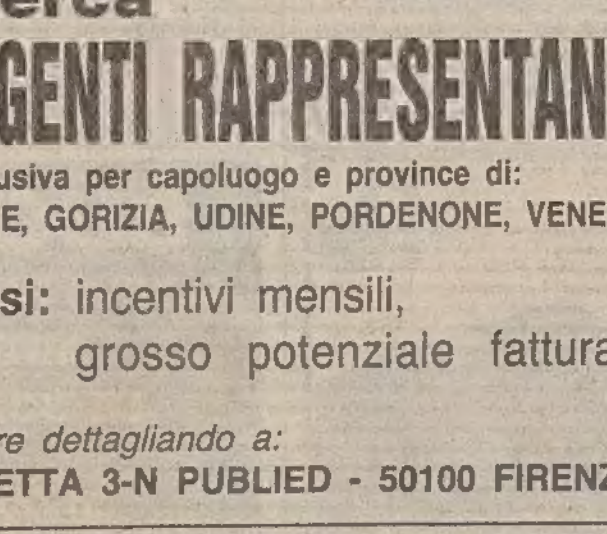 erca
GENTI RAPPRESENTAN
usiva per capoluogo e province di:
E, GORIZIA, UDINE, PORDENONE, VENE
si: incentivi mensili,
grosso potenziale fattura
re dettagliando a:
ETTA 3-N PUBLIED - 50100 FIRENZ